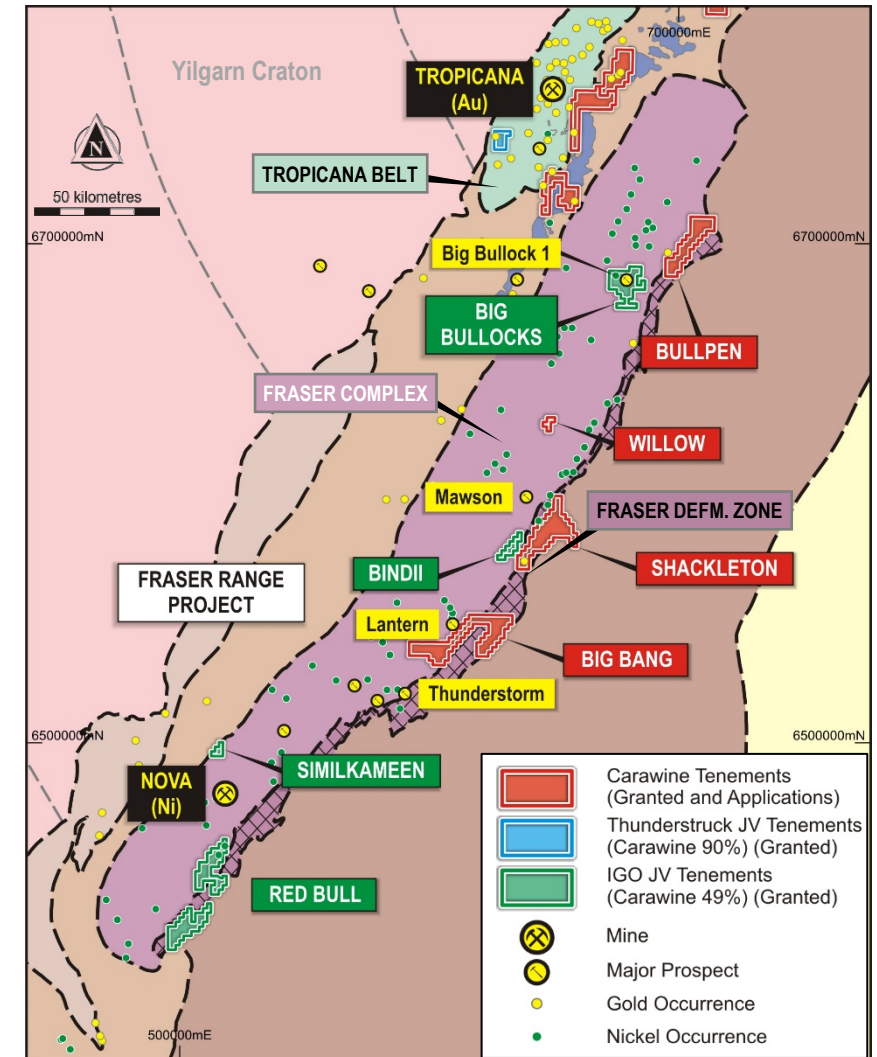 700000mE
Yilgarn Craton
TROPICANA
(Au)
N
TROPICANA BELT
50 kilometres
6700000mN
6700000mN
Big Bullock 1
BIG
BULLOCKS
BULLPEN
FRASER COMPLEX
WILLOW
Mawson
FRASER DEFM. ZONE
BINDII
SHACKLETON
FRASER RANGE
PROJECT
Lantern
BIG BANG
Thunderstorm
6500000mN
6500000mN
SIMILKAMEEN
NOVA
(Ni)
RED BULL
500000mE
Carawine Tenements
(Granted and Applications)
Thunderstruck JV Tenements
(Carawine 90%) (Granted)
IGO JV Tenements
(Carawine 49%) (Granted)
Mine
Major Prospect
Gold Occurrence
Nickel Occurrence